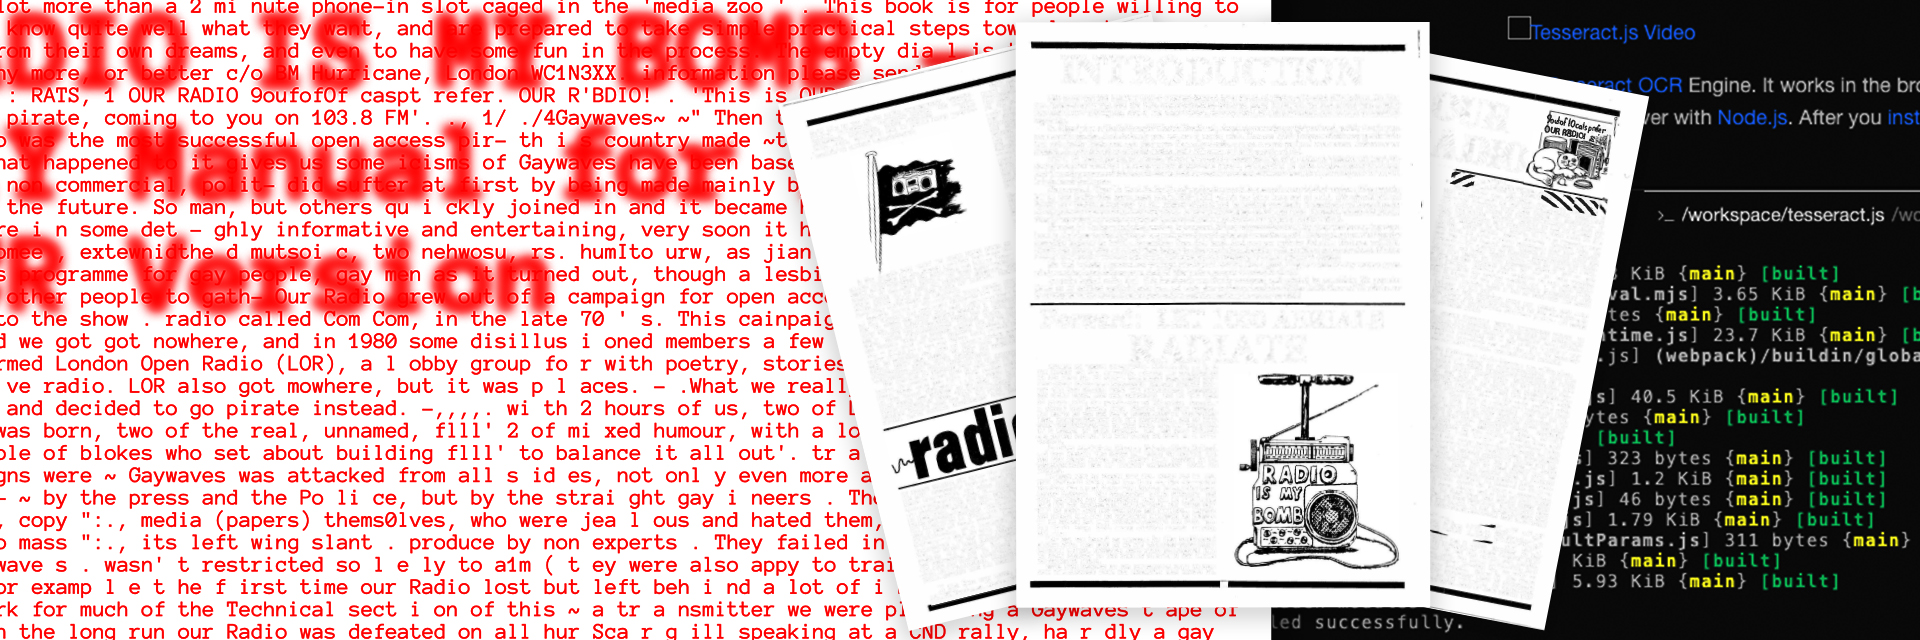 lot more than a 2 mi nute phone-in slot caged in the 'media zoo ' . This book is for people willing to
know quite well what they want, and are prepared to take simple practical steps tow
rom their own dreams, and even to have some fun in the process. The empty dia l is
ny more, or better c/o BM Hurricane, London WC1N3XX. information please send
: RATS, 1 OUR RADIO 9oufofOf caspt refer. OUR R'BDIO! . 'This is OUR
pirate, coming to you on 103.8 FM'. ., 1/ ./4Gaywaves~ ~" Then t
o was the most successful open access pir- th i s country made ~t
hat happened so it gives us some icisms of Gaywaves have been base
non commercial, polit- did sufter at first by being made mainly b
the future. So man, but others qu i ckly joined in and it became
re i n some det - ghly informative and entertaining, very soon it h
omee , extewnidthe d mutsoi c, two nehwosu, rs. humIto urw, as jian
s programme for gay people, gay men as it turned out, though a lesbi
other people to gath- Our Radio grew out of a campaign for open acc
to the show . radio called Com Com, in the late 70 ' s. This cainpaig
d we got got nowhere, and in 1980 some disillus i oned members a few
rmed London Open Radio (LOR), a l obby group fo r with poetry, stories
ve radio. LOR also got mowhere, but it was p l aces. - .What we reall
and decided to go pirate instead. -,,,,. wi th 2 hours of us, two of
was born, two of the real, unnamed, flll' 2 of mi xed humour, with a lo
ple of blokes who set about building flll' to balance it all out'. tr a
gns were ~ Gaywaves was attacked from all s id es, not onl y even more a
- ~ by the press and the Po li ce, but by the strai ght gay i neers . Th
, copy ":., media (papers) thems0lves, who were jea l ous and hated them,
o mass ":., its left wing slant . produce by non experts . They failed in
wave s . wasn' t restricted so l e ly to a1m ( t ey were also appy to trai
or examp l e t he f irst time our Radio lost but left beh i nd a lot of i
rk for much of the Technical sect i on of this ~ a tr a nsmitter we were pl ng a Gaywaves t ape of
n the long run our Radio was defeated on all hur Sca r g ill speaking at a CND rally, ha r dly a gay
DIO IS MY BOMB
Y Manual for
R Version
radio
RADIO
IS MY
BOMB
9outof10cats prefer
OUR RADIO!
Tesseract.js Video
seract OCR Engine. It works in the bro
ver with Node.js. After you inst
>_ /workspace/tesseract.js /wo
KiB {main} [built]
val.mjs] 3.65 KiB {main} [b
tes {main} [built]
ntime.js] 23.7 KiB {main} [b
.js] (webpack)/buildin/globa
s] 40.5 KiB {main} [built]
ytes {main} [built]
[built]
s] 323 bytes {main} [built]
.js] 1.2 KiB {main} [built]
js] 46 bytes {main} [built]
s] 1.79 KiB {main} [built]
ultParams.js] 311 bytes {main}
KiB {main} [built]
5.93 KiB {main} [built]
led successfully.